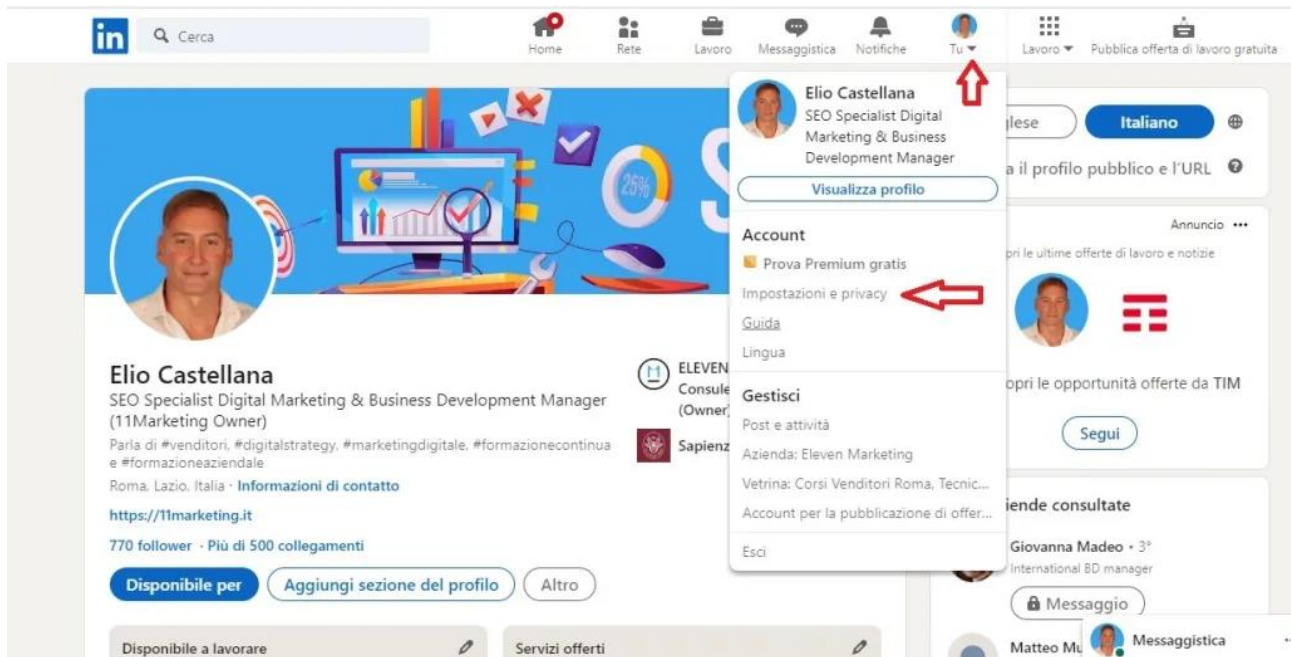 in
Cerca
Home
Rete
Lavoro
Messaggistica
Notifiche
Tu
Lavoro
Pubblica offerta di lavoro gratuita
25%
S
Elio Castellana
SEO Specialist Digital
Marketing & Business
Development Manager
Visualizza profilo
Account
Prova Premium gratis
Impostazioni e privacy
Guida
Lingua
Gestisci
Post e attività
Azienda: Eleven Marketing
Vetrina: Corsi Venditori Roma, Tecnic...
Account per la pubblicazione di offer...
Esci
Italiano
il profilo pubblico e l'URL
Annuncio
le ultime offerte di lavoro e notizie
le opportunità offerte da TIM
Segui
consultate
Giovanna Madeo • 3°
International BD manager
Messaggio
Matteo
Messaggistica
Elio Castellana
SEO Specialist Digital Marketing & Business Development Manager
(11Marketing Owner)
Parla di #venditori, #digitalstrategy, #marketingdigitale, #formazionecontinua
e #formazioneaziendale
Roma, Lazio, Italia · Informazioni di contatto
https://11marketing.it
770 follower · Più di 500 collegamenti
Disponibile per
Aggiungi sezione del profilo
Altro
ELEVEN
(Owner)
Sapienz
Disponibile a lavorare
Servizi offerti